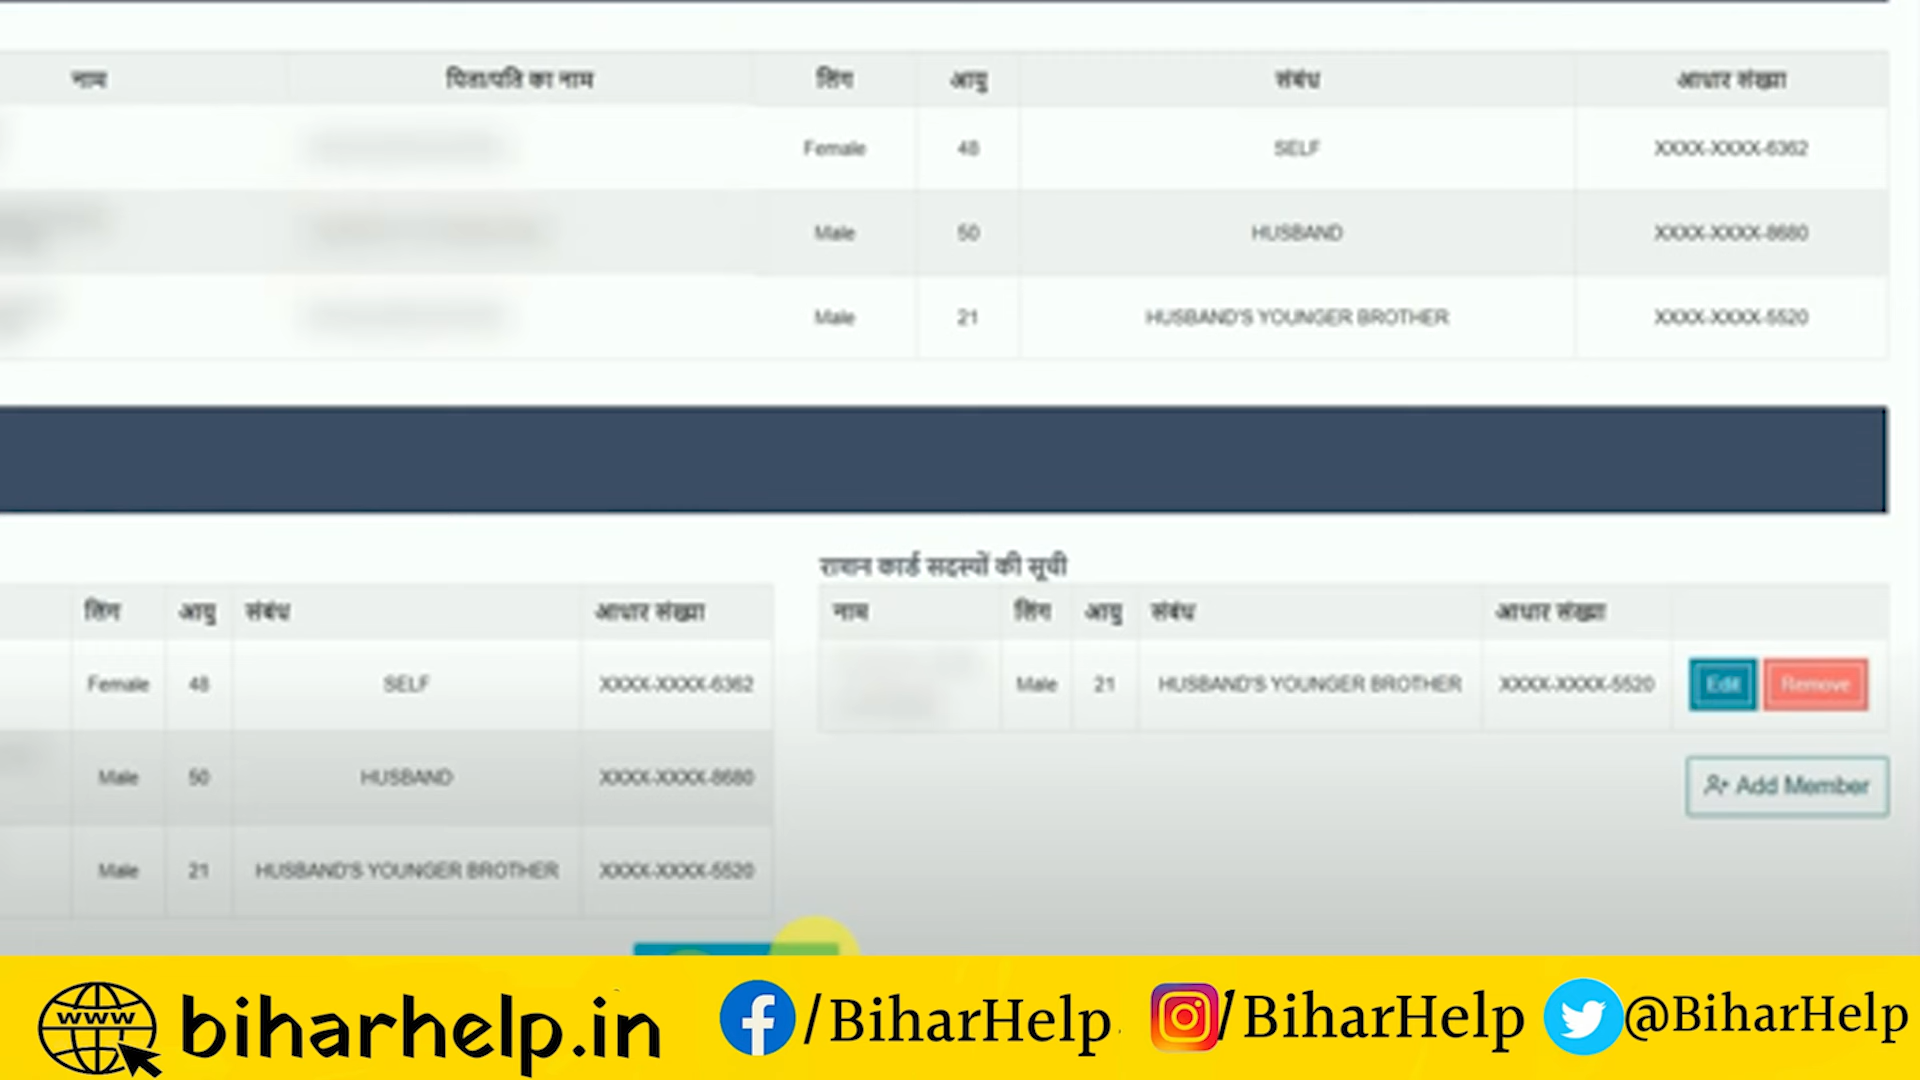 नाम पिता/पति का नाम लिंग आयु संबंध आधार संख्या
Female 48 SELF XXXX-XXXX-6362
Male 50 HUSBAND XXXX-XXXX-8680
Male 21 HUSBAND'S YOUNGER BROTHER XXXX-XXXX-5520
राशन कार्ड सदस्यों की सूची
लिंग आयु संबंध आधार संख्या
Female 48 SELF XXXX-XXXX-6362
Male 50 HUSBAND XXXX-XXXX-8680
Male 21 HUSBAND'S YOUNGER BROTHER XXXX-XXXX-5520
नाम लिंग आयु संबंध आधार संख्या
Male 21 HUSBAND'S YOUNGER BROTHER XXXX-XXXX-5520 Edit Remove
Add Member
www biharhelp.in /BiharHelp /BiharHelp @BiharHelp